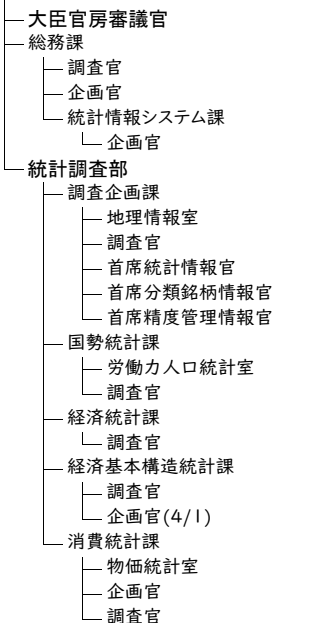 大臣官房審議官
総務課
調査官
企画官
統計情報システム課
企画官
統計調査部
調査企画課
地理情報室
調査官
首席統計情報官
首席分類銘柄情報官
首席精度管理情報官
国勢統計課
労働力人口統計室
調査官
経済統計課
調査官
経済基本構造統計課
調査官
企画官(4/1)
消費統計課
物価統計室
企画官
調査官